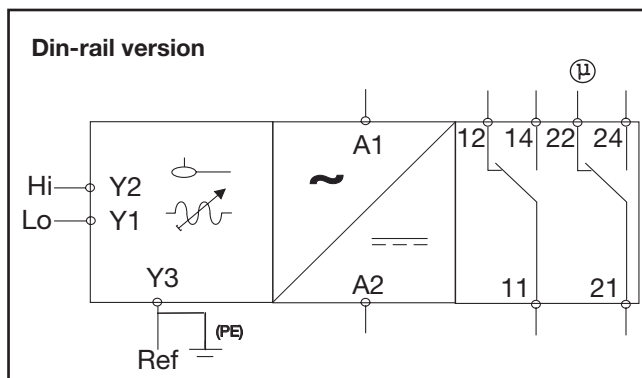 Din-rail version
µ
A1
12 14 22 24
Hi Y2
~
Lo Y1
Y3
A2
11 21
(PE)
Ref